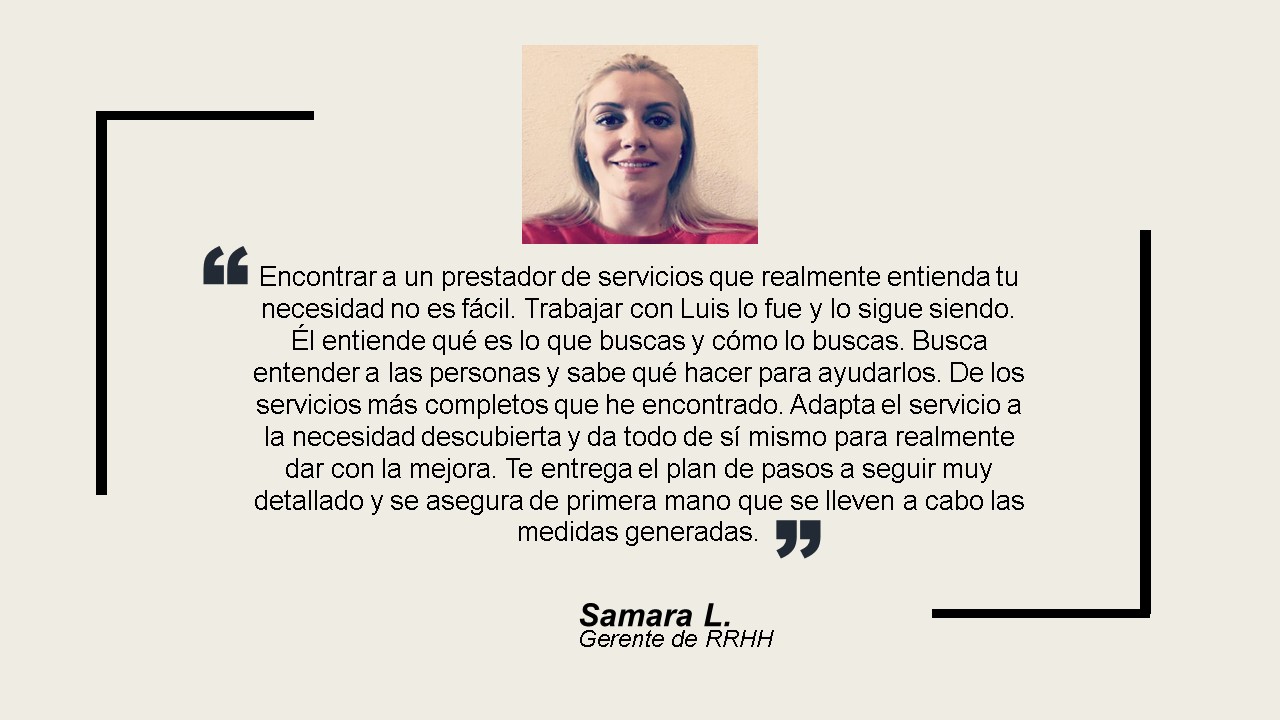 “ Encontrar a un prestador de servicios que realmente entienda tu
necesidad no es fácil. Trabajar con Luis lo fue y lo sigue siendo.
Él entiende qué es lo que buscas y cómo lo buscas. Busca
entender a las personas y sabe qué hacer para ayudarlos. De los
servicios más completos que he encontrado. Adapta el servicio a
la necesidad descubierta y da todo de sí mismo para realmente
dar con la mejora. Te entrega el plan de pasos a seguir muy
detallado y se asegura de primera mano que se lleven a cabo las
medidas generadas. ”
Samara L.
Gerente de RRHH